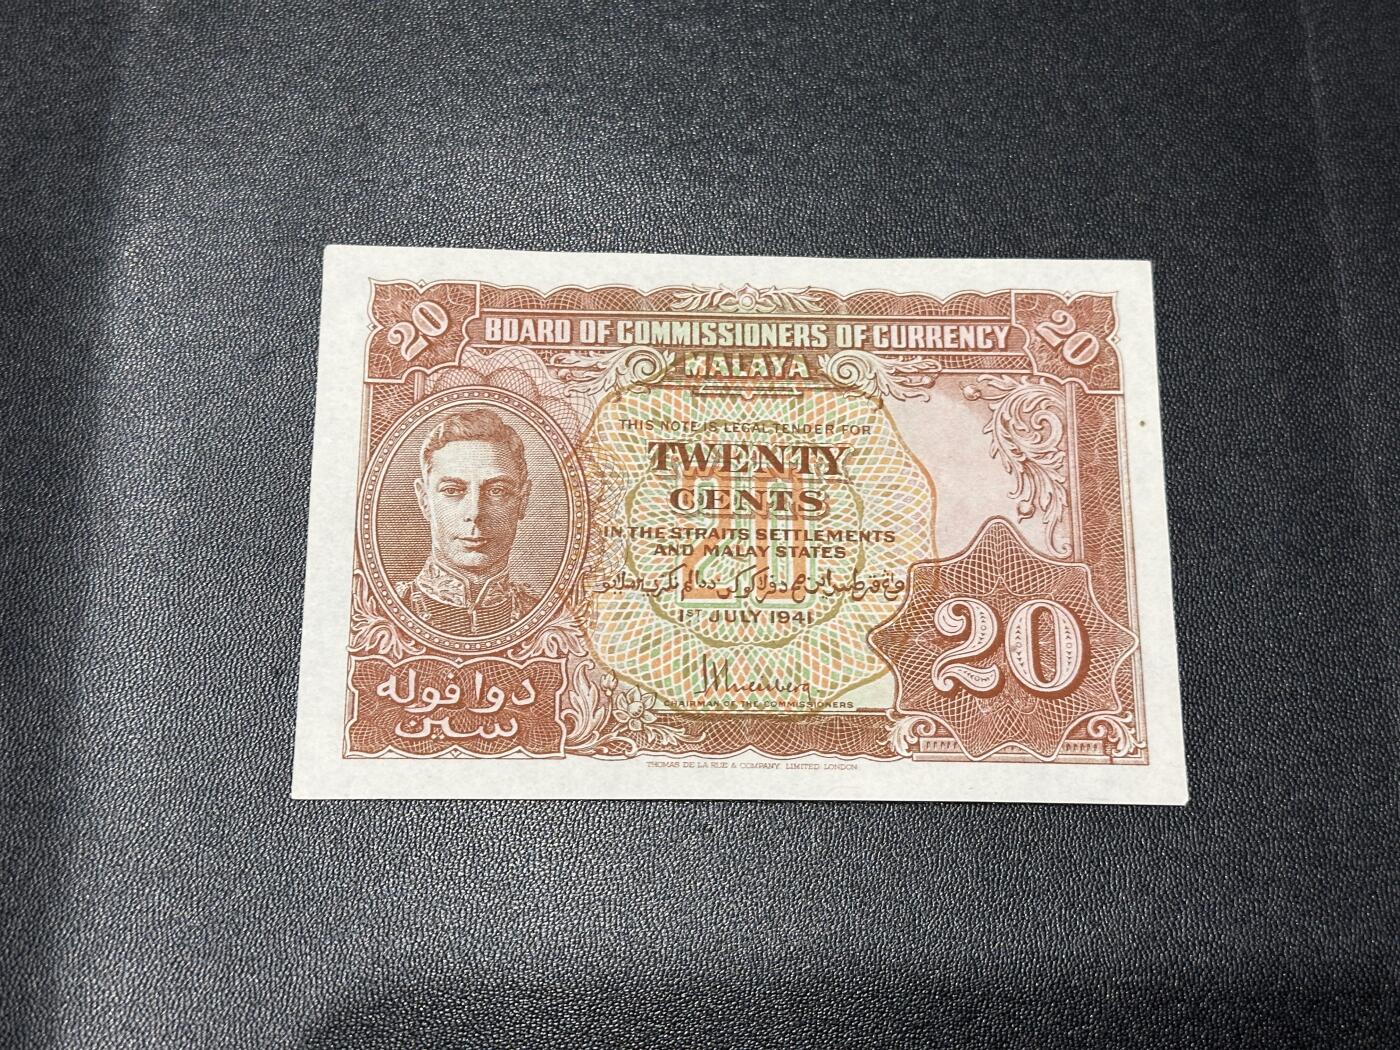 20 20
BOARD OF COMMISSIONERS OF CURRENCY
MALAYA
THIS NOTE IS LEGAL TENDER FOR
TWENTY
CENTS
20
IN THE STRAITS SETTLEMENTS
AND MALAY STATES
1ST JULY 1941
CHAIRMAN OF THE COMMISSIONERS
دوا ڤوله
سين
20
THOMAS DE LA RUE & COMPANY, LIMITED, LONDON